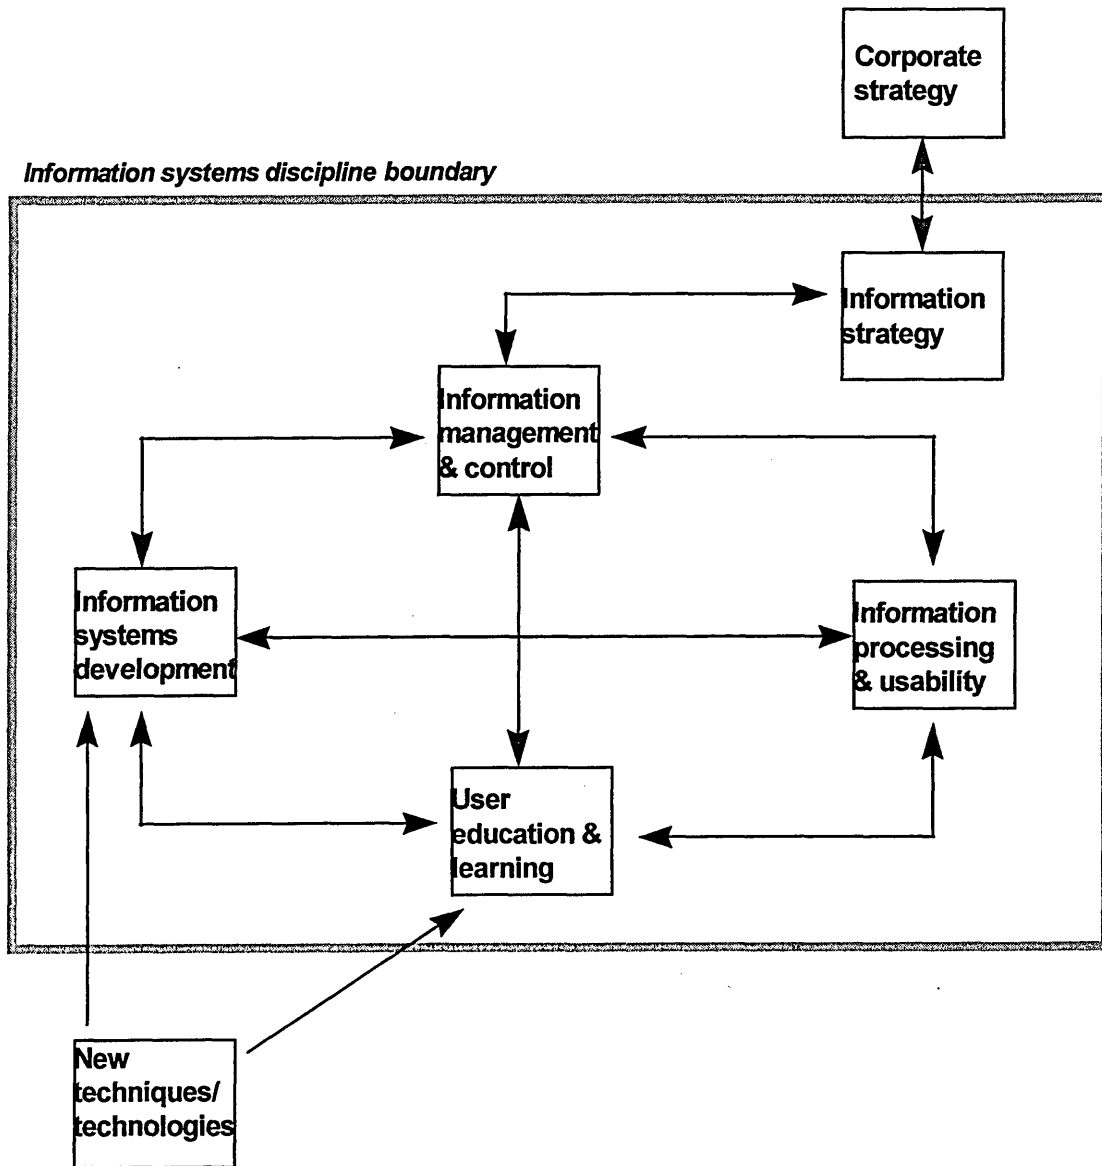 Corporate
strategy
Information systems discipline boundary
Information
strategy
Information
management
& control
Information
systems
development
Information
processing
& usability
User
education &
learning
New
techniques/
technologies